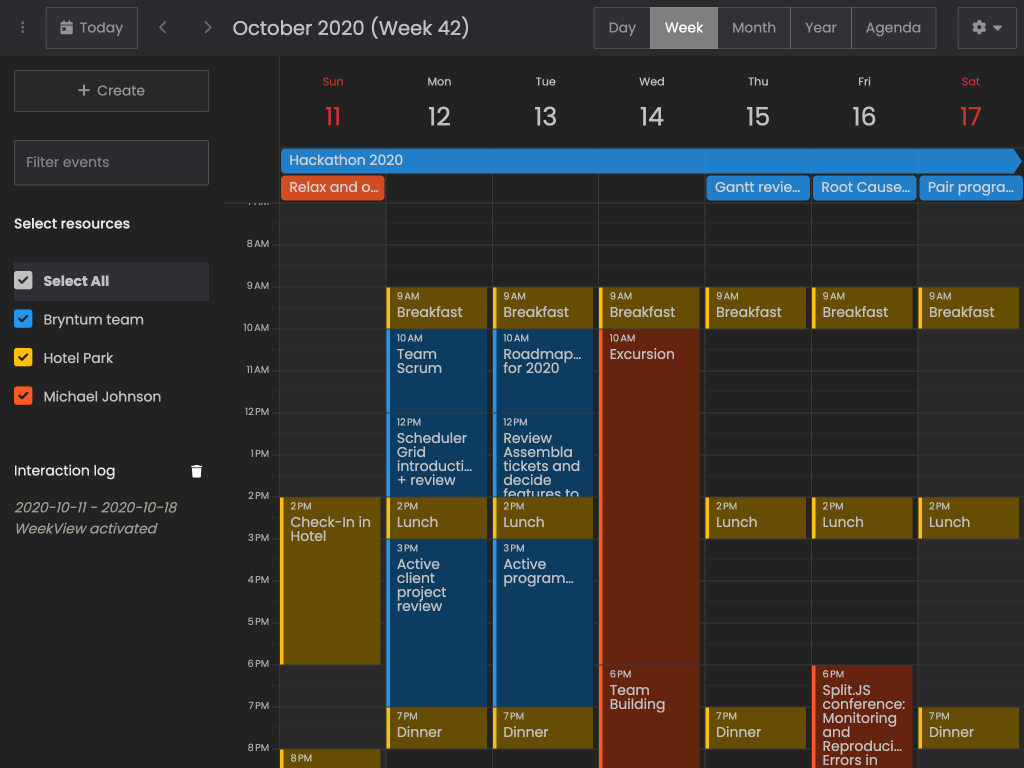 Today
October 2020 (Week 42)
Day
Week
Month
Year
Agenda
Create
Filter events
Select resources
Select All
Bryntum team
Hotel Park
Michael Johnson
Interaction log
2020-10-11 - 2020-10-18
WeekView activated
Sun
11
Mon
12
Tue
13
Wed
14
Thu
15
Fri
16
Sat
17
Hackathon 2020
Relax and o...
Gantt revie...
Root Cause...
Pair progra...
8 AM
9 AM
10 AM
11 AM
12 PM
1 PM
2 PM
3 PM
4 PM
5 PM
6 PM
7 PM
8 PM
2 PM
Check-In in
Hotel
8 PM
9 AM
Breakfast
10 AM
Team
Scrum
12 PM
Scheduler
Grid
introducti...
+ review
2 PM
Lunch
3 PM
Active
client
project
review
7 PM
Dinner
9 AM
Breakfast
10 AM
Roadmap...
for 2020
12 PM
Review
Assembla
tickets and
decide
features to
2 PM
Lunch
3 PM
Active
program...
7 PM
Dinner
9 AM
Breakfast
10 AM
Excursion
6 PM
Team
Building
9 AM
Breakfast
2 PM
Lunch
7 PM
Dinner
9 AM
Breakfast
2 PM
Lunch
6 PM
Split.JS
conference:
Monitoring
and
Reproduci...
Errors in
9 AM
Breakfast
2 PM
Lunch
7 PM
Dinner